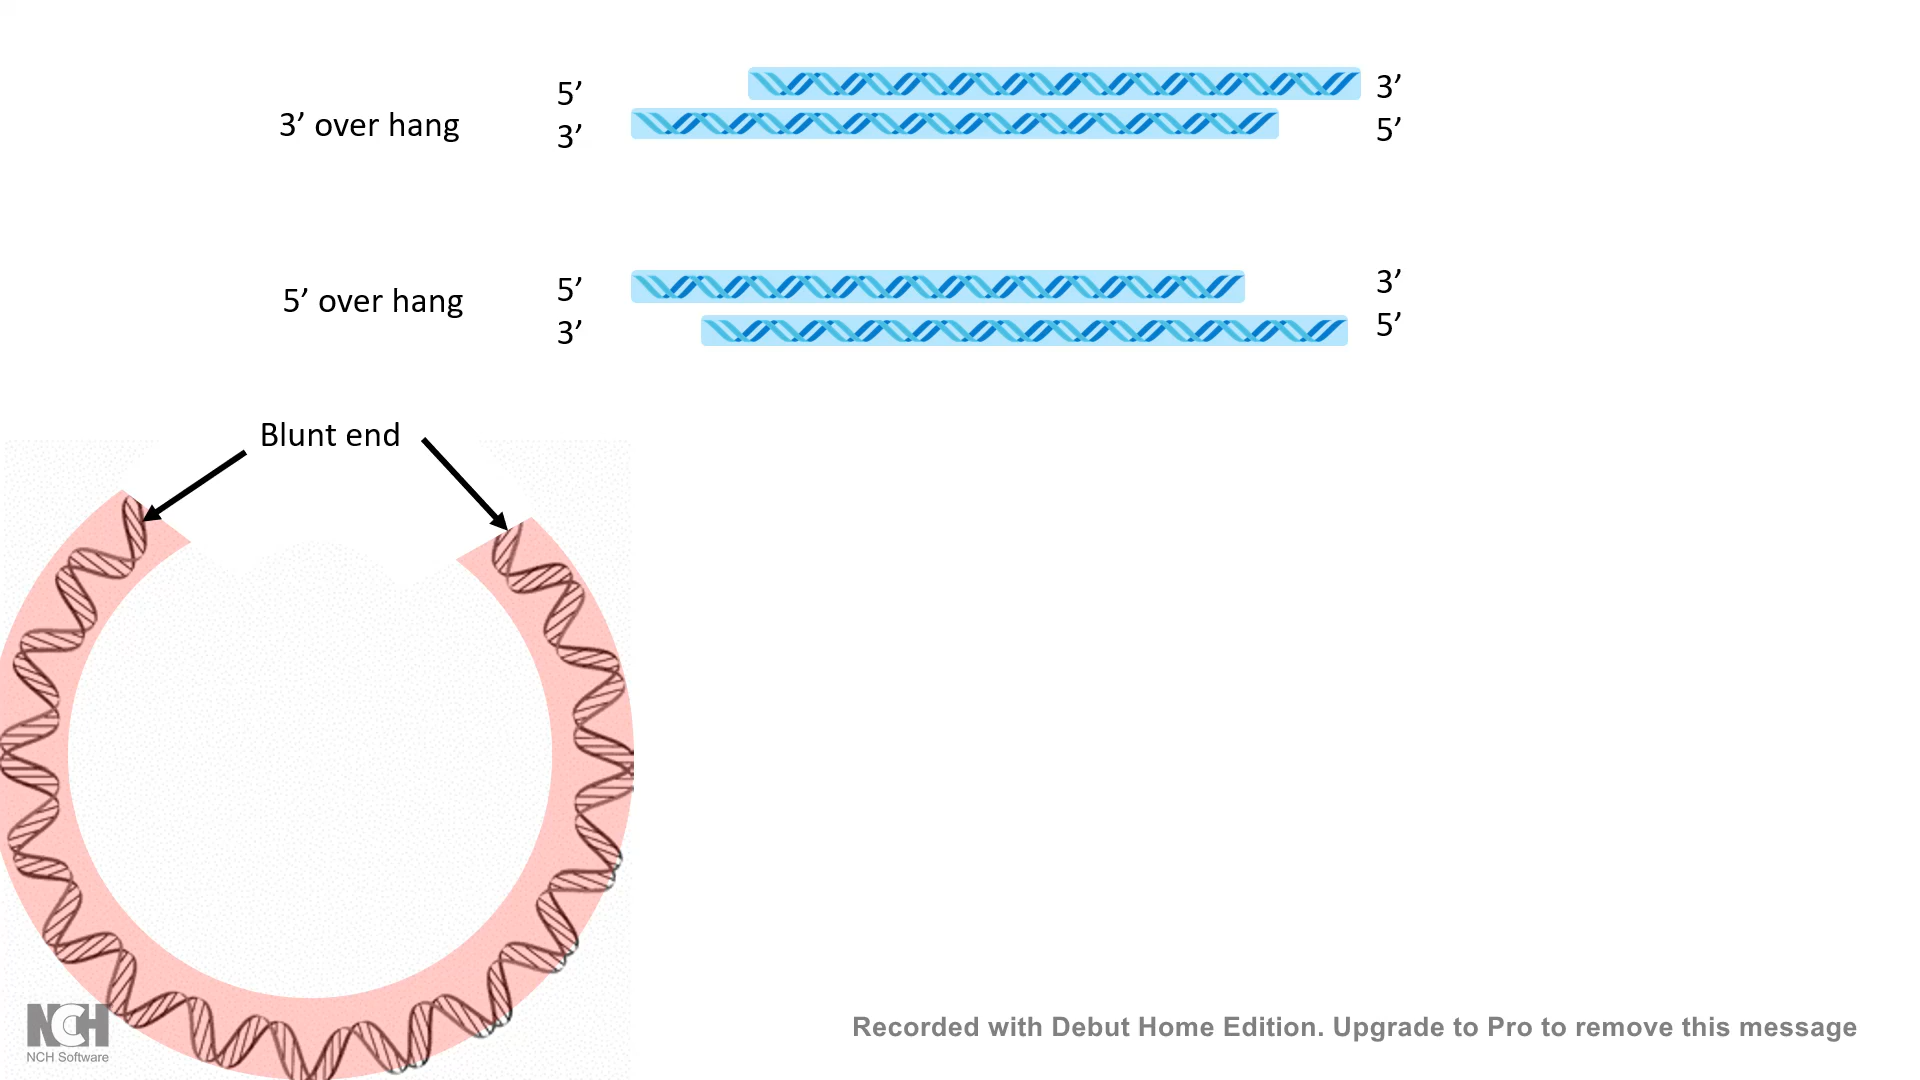 5’
3’
3’ over hang
3’
5’
5’
3’
5’ over hang
3’
5’
Blunt end
NCH
NCH Software
Recorded with Debut Home Edition. Upgrade to Pro to remove this message